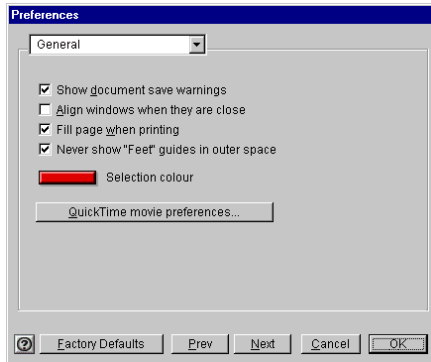 Preferences
General
Show document save warnings
Align windows when they are close
Fill page when printing
Never show "Feet" guides in outer space
Selection colour
QuickTime movie preferences...
? Factory Defaults Prev Next Cancel OK